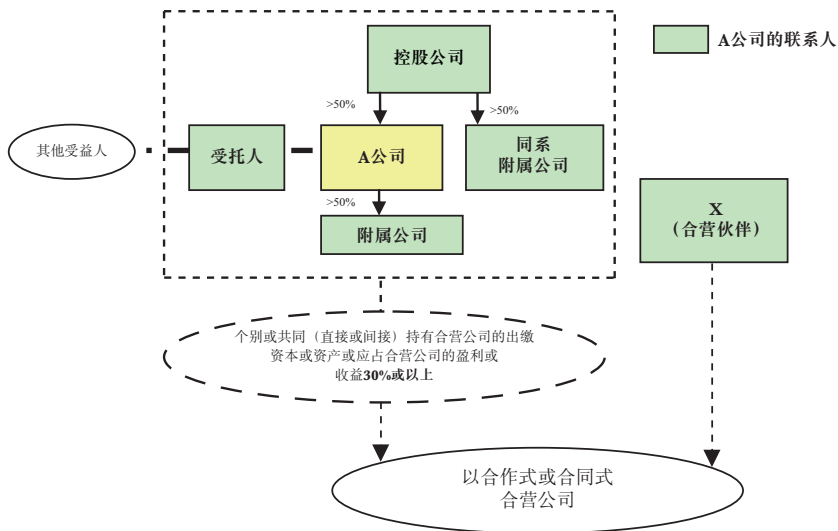 控股公司
A公司的联系人
>50%
>50%
其他受益人
受托人
A公司
同系
附属公司
>50%
附属公司
X
（合营伙伴）
个别或共同（直接或间接）持有合营公司的出缴
资本或资产或应占合营公司的盈利或
收益30%或以上
以合作式或合同式
合营公司